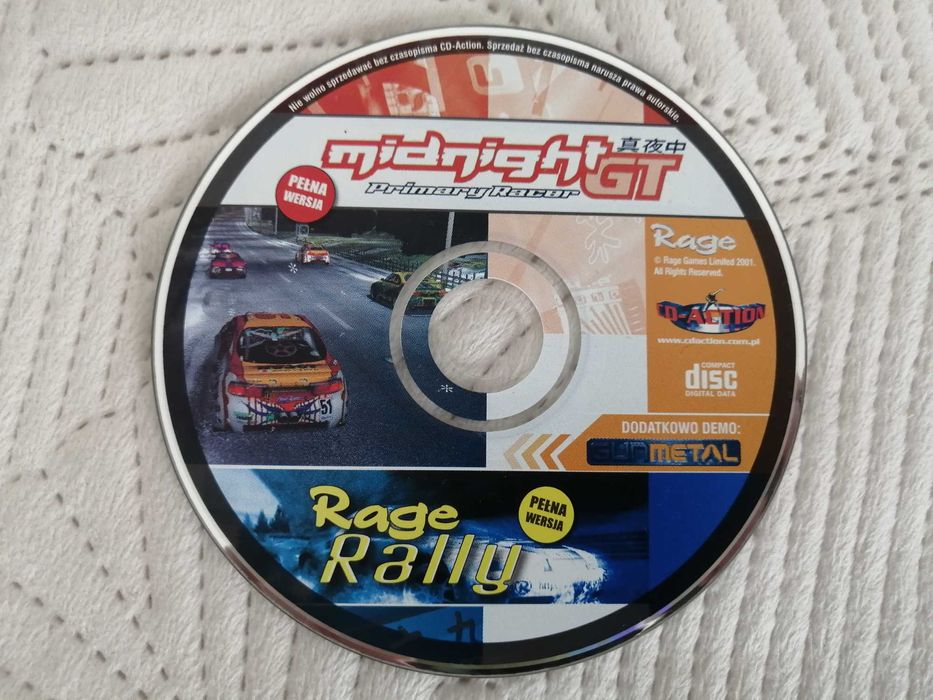 Nie wolno sprzedawać bez czasopisma CD-Action. Sprzedaż bez czasopisma narusza prawa autorskie.
midnight GT 真夜中
Primary Racer
PEŁNA
WERSJA
Rage
© Rage Games Limited 2001.
All Rights Reserved.
CD-ACTION
www.cdaction.com.pl
COMPACT
disc
DIGITAL DATA
51
DODATKOWO DEMO:
GUNMETAL
Rage
Rally
PEŁNA
WERSJA